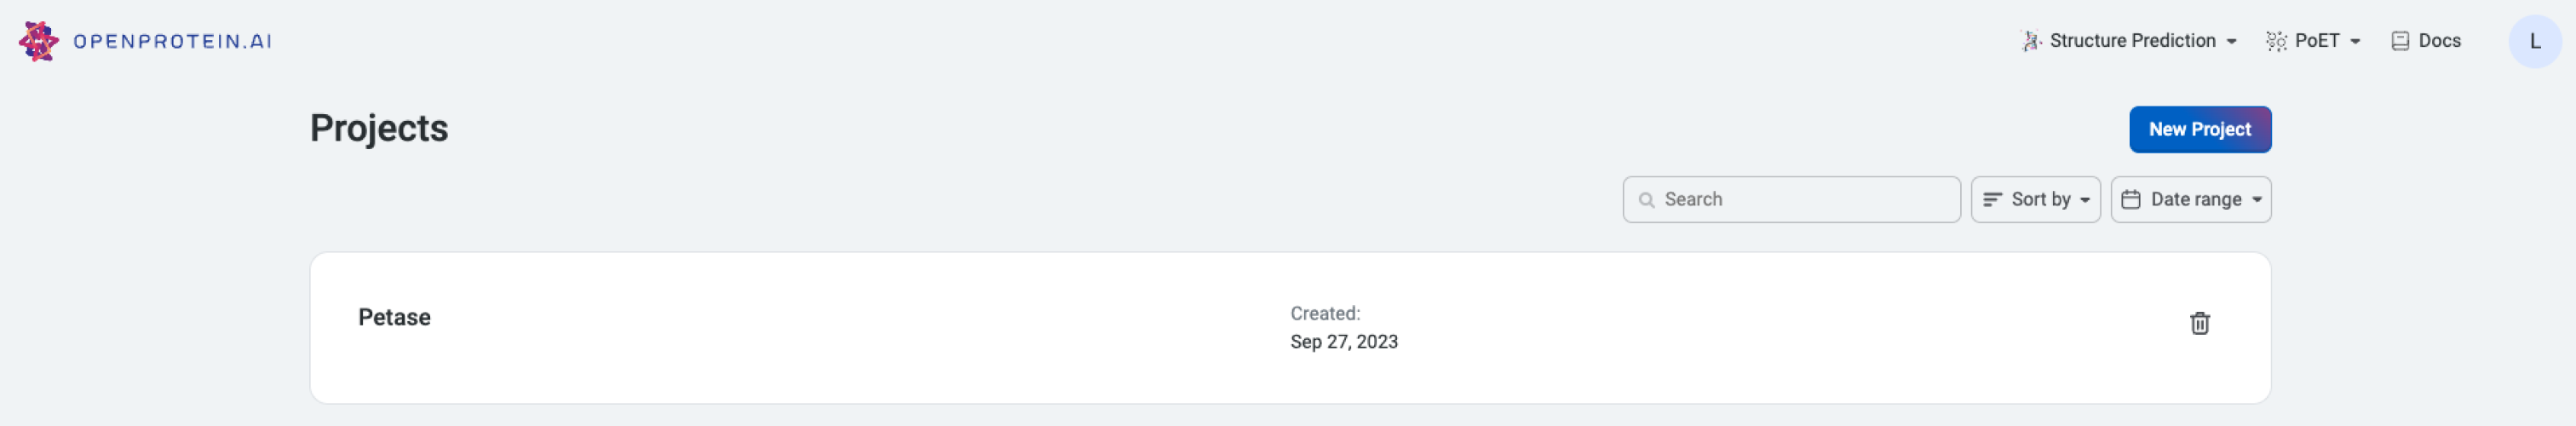 OPENPROTEIN.AI
Structure Prediction
PoET
Docs
L
Projects
New Project
Search
Sort by
Date range
Petase
Created:
Sep 27, 2023